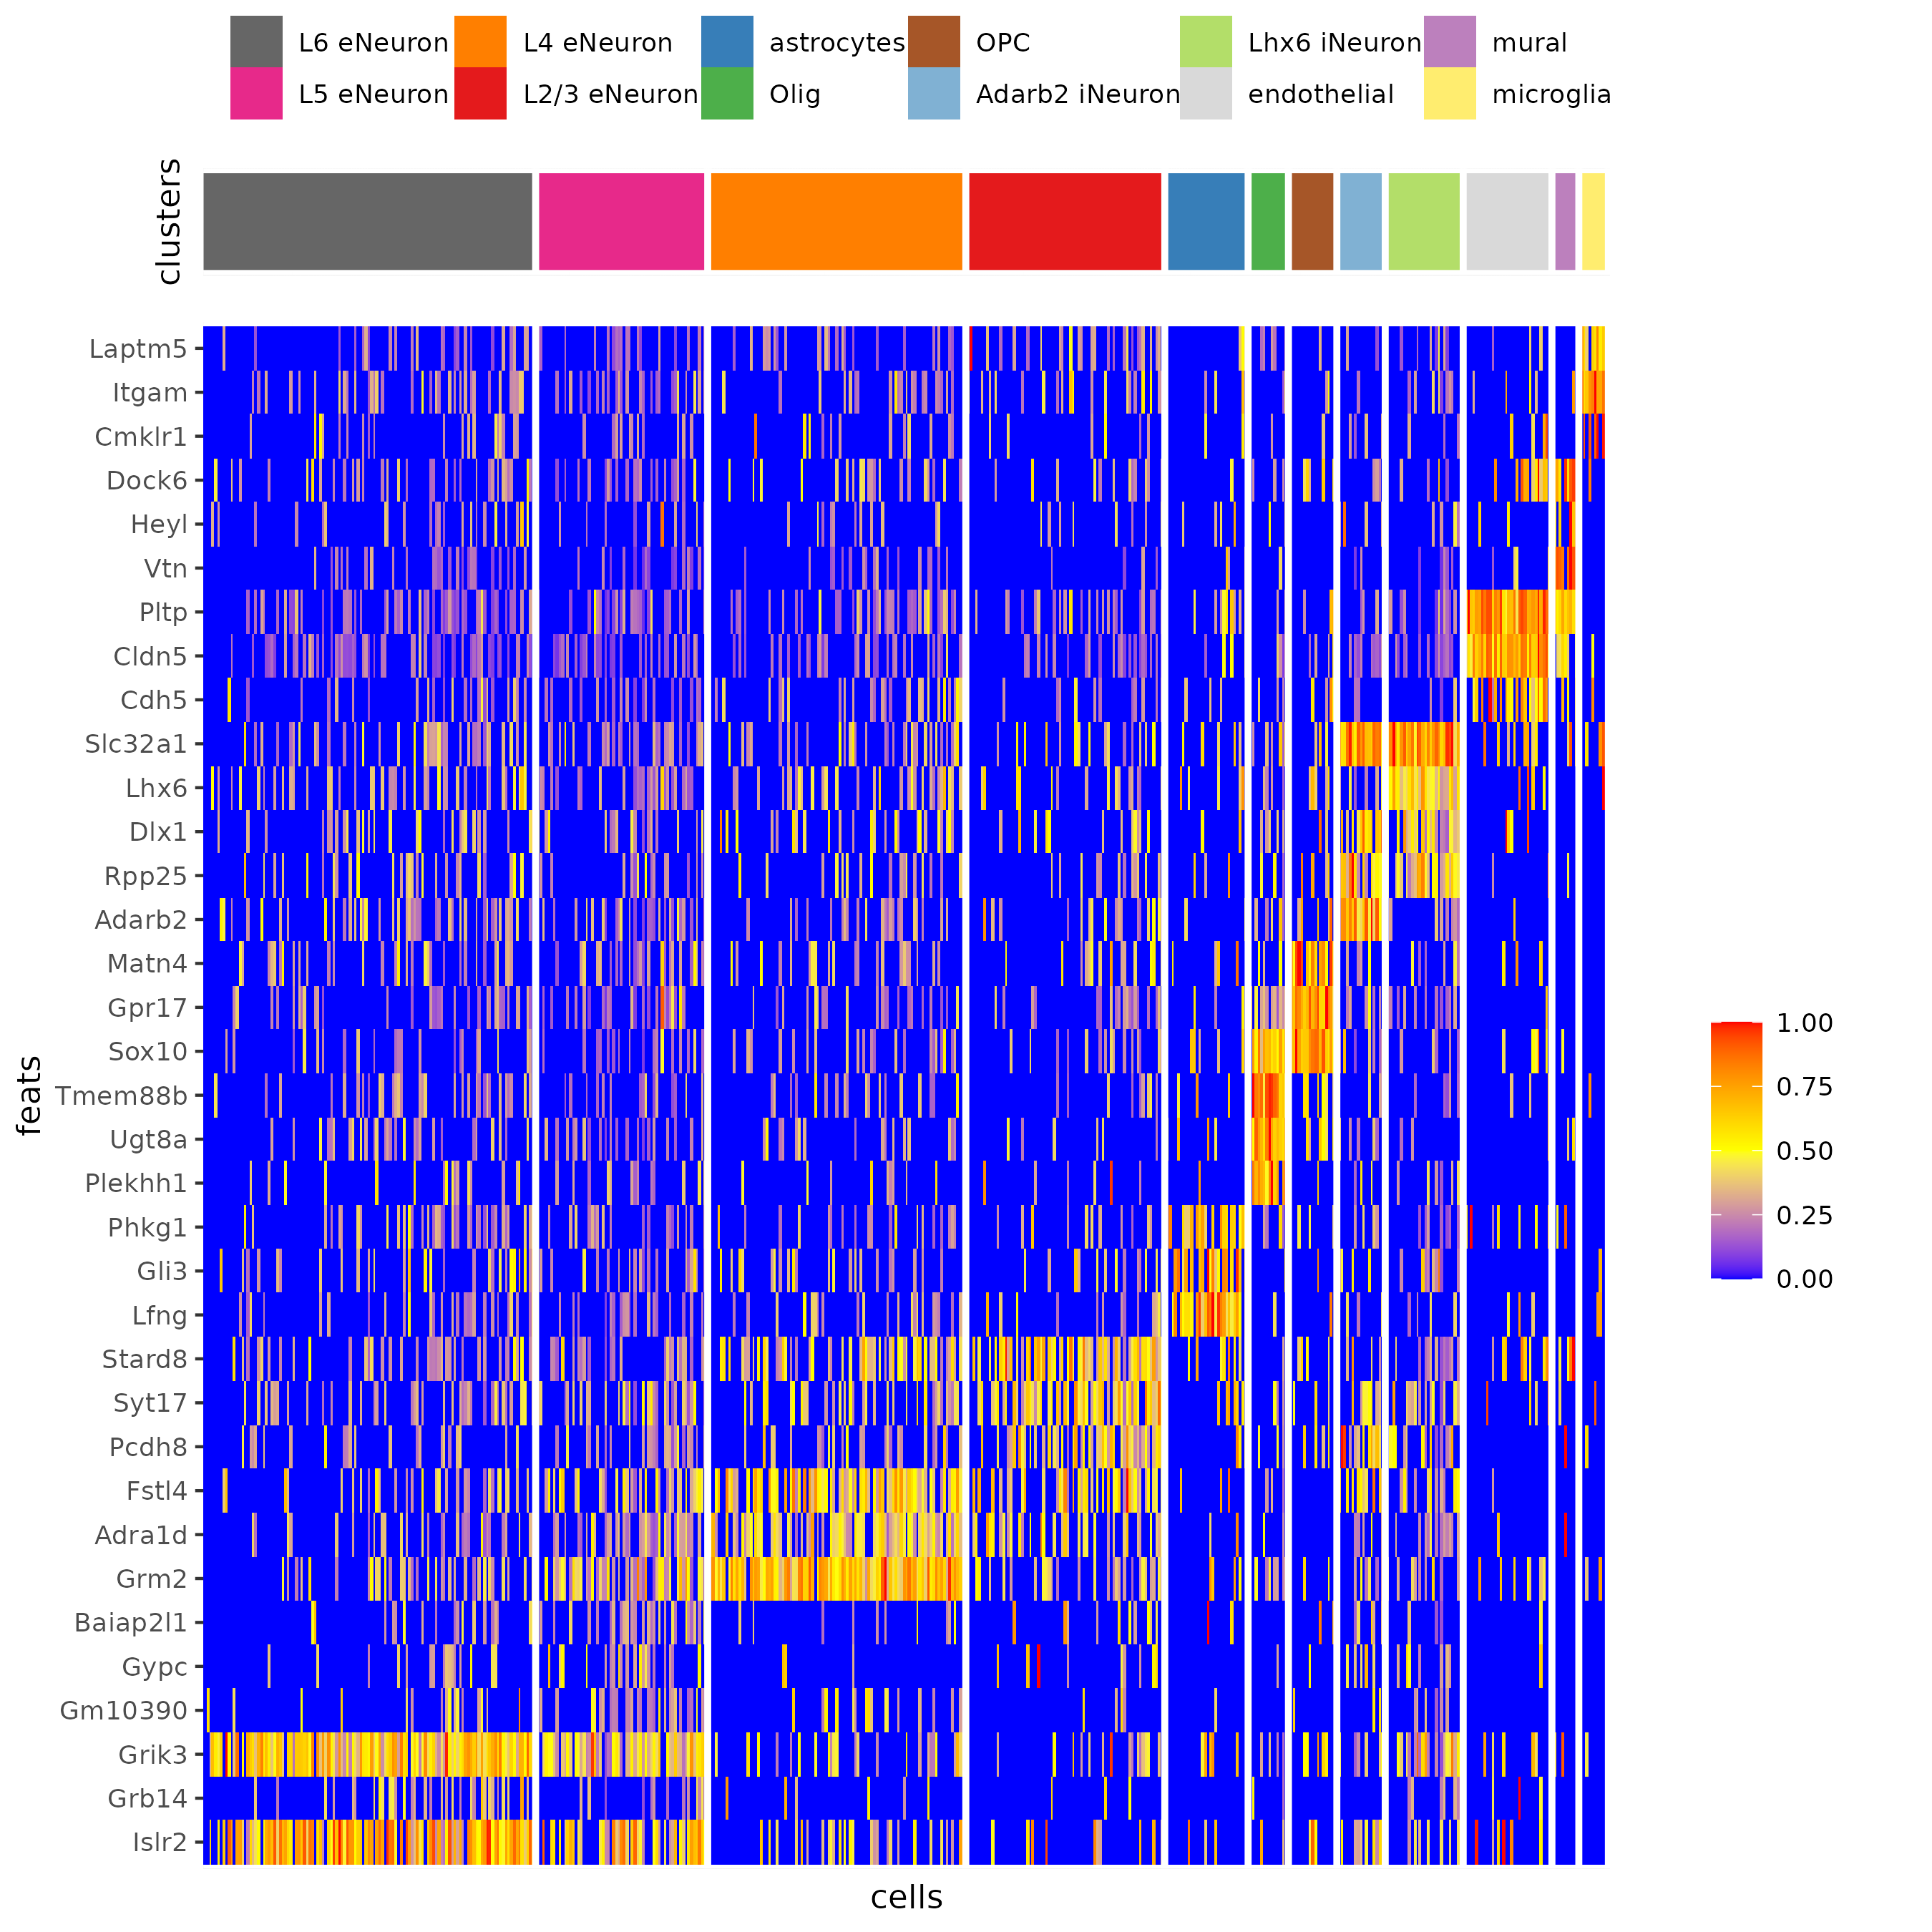 L6 eNeuron L4 eNeuron astrocytes OPC Lhx6 iNeuron mural
L5 eNeuron L2/3 eNeuron Olig Adarb2 iNeuron endothelial microglia
clusters
Laptm5
Itgam
Cmklr1
Dock6
Heyl
Vtn
Pltp
Cldn5
Cdh5
Slc32a1
Lhx6
Dlx1
Rpp25
Adarb2
Matn4
Gpr17
Sox10
Tmem88b
Ugt8a
Plekhh1
Phkg1
Gli3
Lfng
Stard8
Syt17
Pcdh8
Fstl4
Adra1d
Grm2
Baiap2l1
Gypc
Gm10390
Grik3
Grb14
Islr2
feats
cells
1.00
0.75
0.50
0.25
0.00